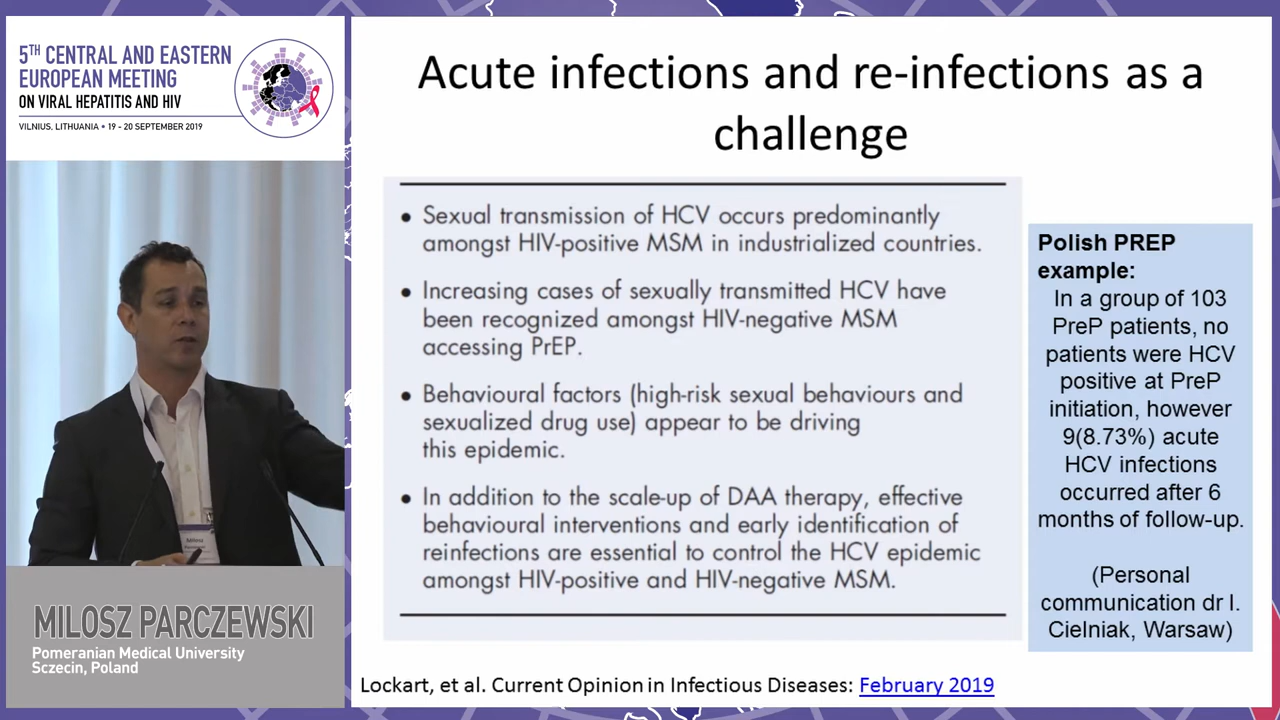 5TH CENTRAL AND EASTERN
EUROPEAN MEETING
ON VIRAL HEPATITIS AND HIV
VILNIUS, LITHUANIA • 19 - 20 SEPTEMBER 2019
MILOSZ PARCZEWSKI
Pomeranian Medical University
Sczecin, Poland
Acute infections and re-infections as a
challenge
• Sexual transmission of HCV occurs predominantly
amongst HIV-positive MSM in industrialized countries.
• Increasing cases of sexually transmitted HCV have
been recognized amongst HIV-negative MSM
accessing PrEP.
• Behavioural factors (high-risk sexual behaviours and
sexualized drug use) appear to be driving
this epidemic.
• In addition to the scale-up of DAA therapy, effective
behavioural interventions and early identification of
reinfections are essential to control the HCV epidemic
amongst HIV-positive and HIV-negative MSM.
Polish PREP
example:
In a group of 103
PreP patients, no
patients were HCV
positive at PreP
initiation, however
9(8.73%) acute
HCV infections
occurred after 6
months of follow-up.
(Personal
communication dr I.
Cielniak, Warsaw)
Lockart, et al. Current Opinion in Infectious Diseases: February 2019